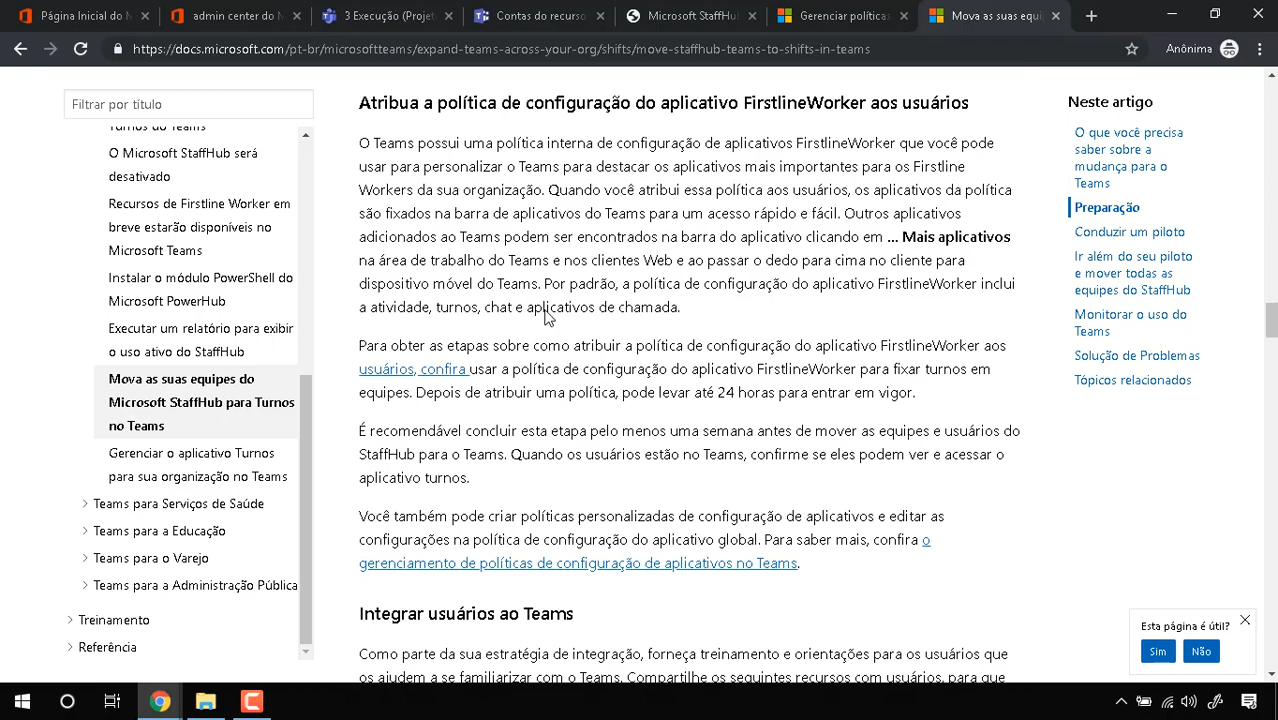 Página Inicial do M
admin center do M
3 Execução (Projet
Contas do recurso
Microsoft StaffHub
Gerenciar políticas
Mova as suas equi
https://docs.microsoft.com/pt-br/microsoftteams/expand-teams-across-your-org/shifts/move-staffhub-teams-to-shifts-in-teams
Anônima
Filtrar por título
Turnos do Teams
O Microsoft StaffHub será
desativado
Recursos de Firstline Worker em
breve estarão disponíveis no
Microsoft Teams
Instalar o módulo PowerShell do
Microsoft PowerHub
Executar um relatório para exibir
o uso ativo do StaffHub
Mova as suas equipes do
Microsoft StaffHub para Turnos
no Teams
Gerenciar o aplicativo Turnos
para sua organização no Teams
Teams para Serviços de Saúde
Teams para a Educação
Teams para o Varejo
Teams para a Administração Pública
Treinamento
Referência
Atribua a política de configuração do aplicativo FirstlineWorker aos usuários
O Teams possui uma política interna de configuração de aplicativos FirstlineWorker que você pode
usar para personalizar o Teams para destacar os aplicativos mais importantes para os Firstline
Workers da sua organização. Quando você atribui essa política aos usuários, os aplicativos da política
são fixados na barra de aplicativos do Teams para um acesso rápido e fácil. Outros aplicativos
adicionados ao Teams podem ser encontrados na barra do aplicativo clicando em ... Mais aplicativos
na área de trabalho do Teams e nos clientes Web e ao passar o dedo para cima no cliente para
dispositivo móvel do Teams. Por padrão, a política de configuração do aplicativo FirstlineWorker inclui
a atividade, turnos, chat e aplicativos de chamada.
Para obter as etapas sobre como atribuir a política de configuração do aplicativo FirstlineWorker aos
usuários, confira usar a política de configuração do aplicativo FirstlineWorker para fixar turnos em
equipes. Depois de atribuir uma política, pode levar até 24 horas para entrar em vigor.
É recomendável concluir esta etapa pelo menos uma semana antes de mover as equipes e usuários do
StaffHub para o Teams. Quando os usuários estão no Teams, confirme se eles podem ver e acessar o
aplicativo turnos.
Você também pode criar políticas personalizadas de configuração de aplicativos e editar as
configurações na política de configuração do aplicativo global. Para saber mais, confira o
gerenciamento de políticas de configuração de aplicativos no Teams.
Integrar usuários ao Teams
Como parte da sua estratégia de integração, forneça treinamento e orientações para os usuários que
os ajudem a se familiarizar com o Teams. Compartilhe os seguintes recursos com usuários, para que
Neste artigo
O que você precisa
saber sobre a
mudança para o
Teams
Preparação
Conduzir um piloto
Ir além do seu piloto
e mover todas as
equipes do StaffHub
Monitorar o uso do
Turnos
Solução de Problemas
Tópicos relacionados
Esta página é útil?
Sim
Não